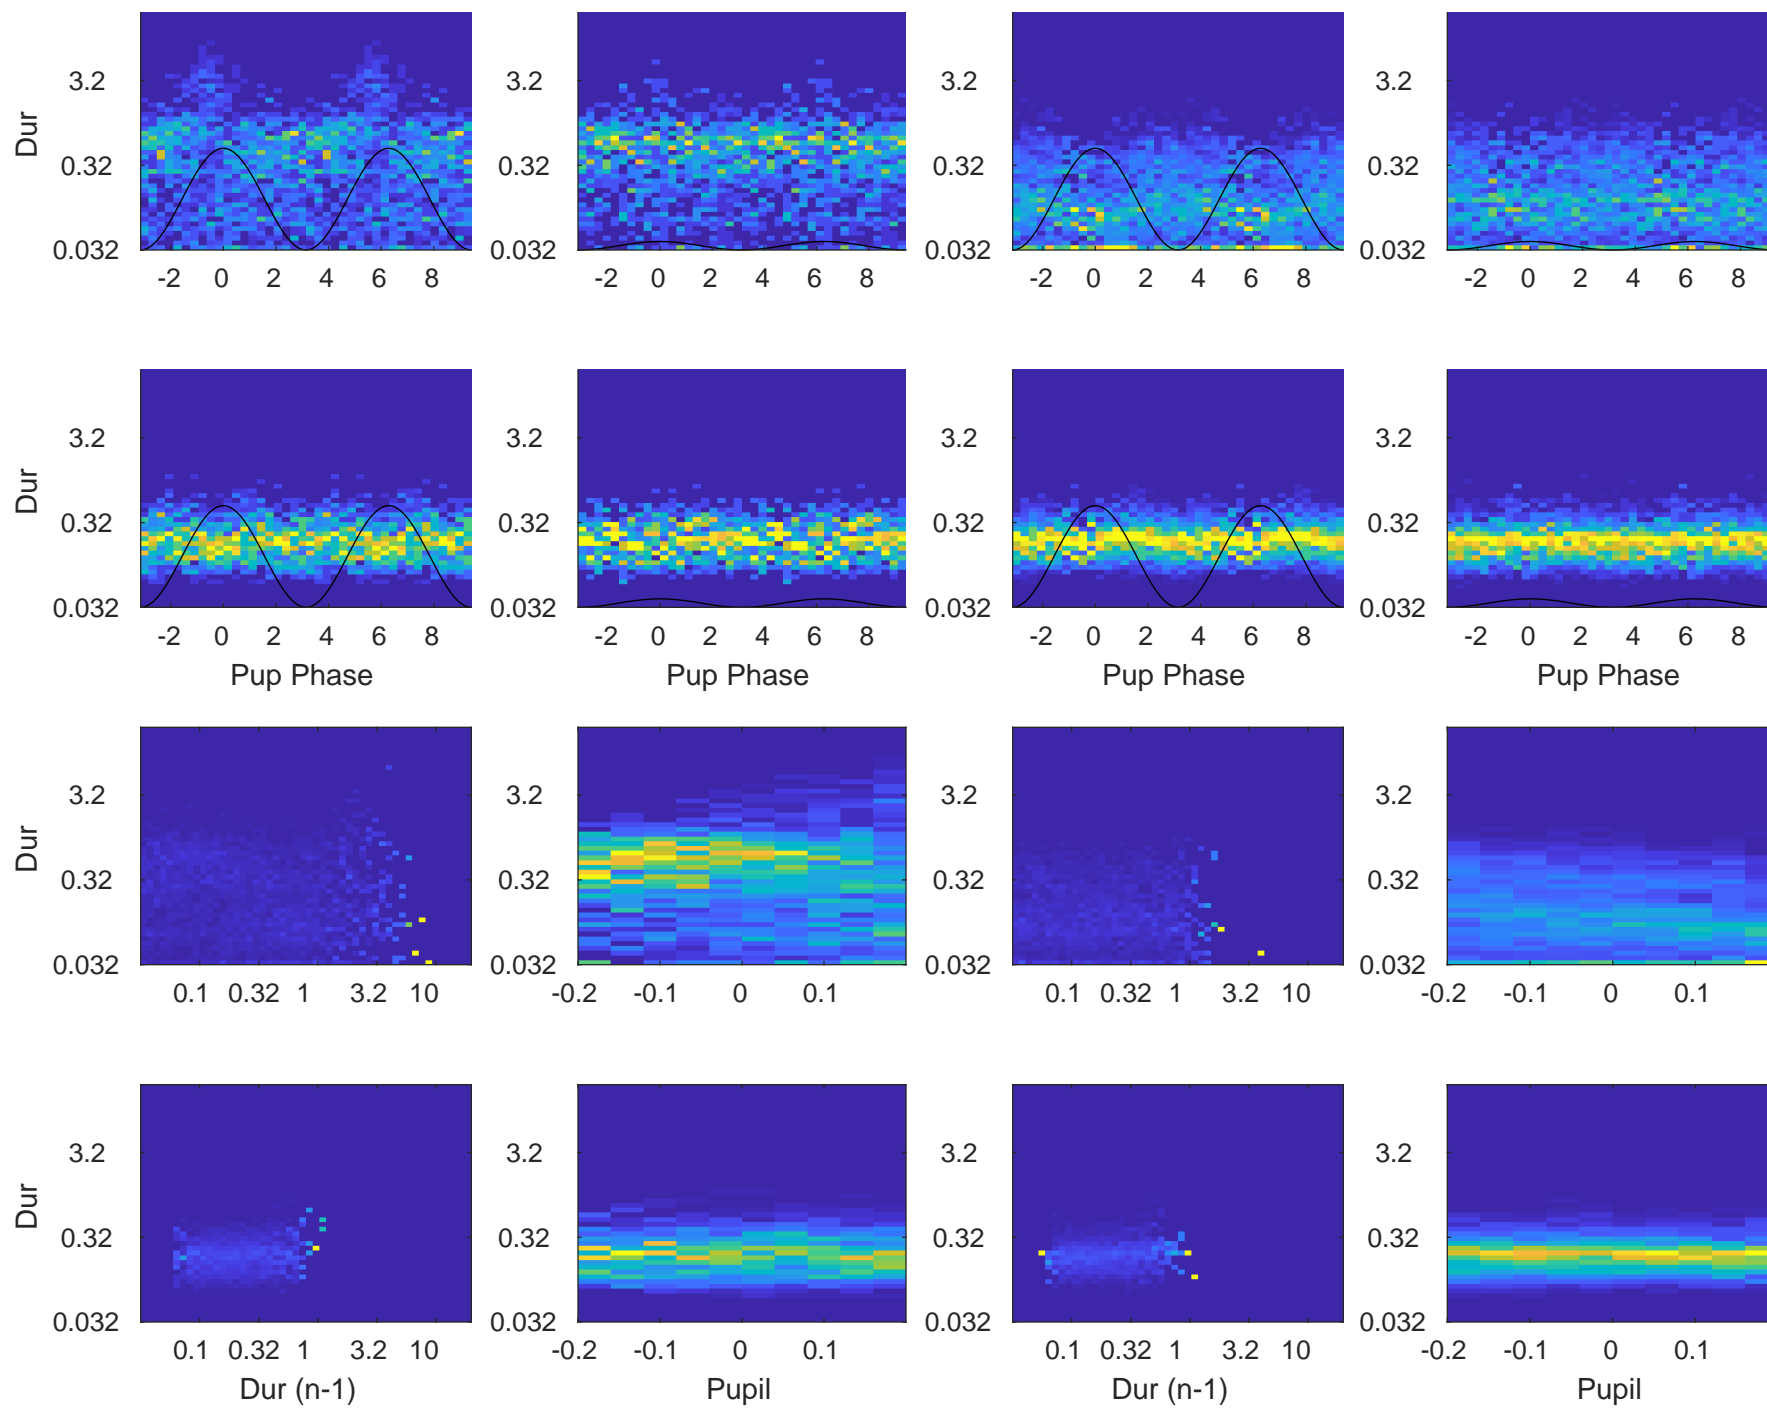 Dur
3.2 3.2 3.2 3.2
0.32 0.32 0.32 0.32
0.032 0.032 0.032 0.032
-2 0 2 4 6 8 -2 0 2 4 6 8 -2 0 2 4 6 8 -2 0 2 4 6 8
Dur
3.2 3.2 3.2 3.2
0.32 0.32 0.32 0.32
0.032 0.032 0.032 0.032
-2 0 2 4 6 8 -2 0 2 4 6 8 -2 0 2 4 6 8 -2 0 2 4 6 8
Pup Phase Pup Phase Pup Phase Pup Phase
Dur
3.2 3.2 3.2 3.2
0.32 0.32 0.32 0.32
0.032 0.032 0.032 0.032
0.1 0.32 1 3.2 10 -0.2 -0.1 0 0.1 0.1 0.32 1 3.2 10 -0.2 -0.1 0 0.1
Dur
3.2 3.2 3.2 3.2
0.32 0.32 0.32 0.32
0.032 0.032 0.032 0.032
0.1 0.32 1 3.2 10 -0.2 -0.1 0 0.1 0.1 0.32 1 3.2 10 -0.2 -0.1 0 0.1
Dur (n-1) Pupil Dur (n-1) Pupil